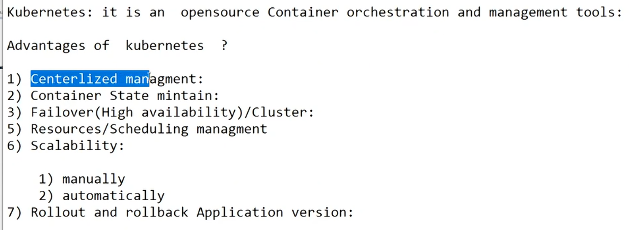 Kubernetes: it is an  opensource Container orchestration and management tools:
Advantages of  kubernetes  ?
1) Centerlized managment:
2) Container State mintain:
3) Failover(High availability)/Cluster:
5) Resources/Scheduling managment
6) Scalability:
1) manually
2) automatically
7) Rollout and rollback Application version: